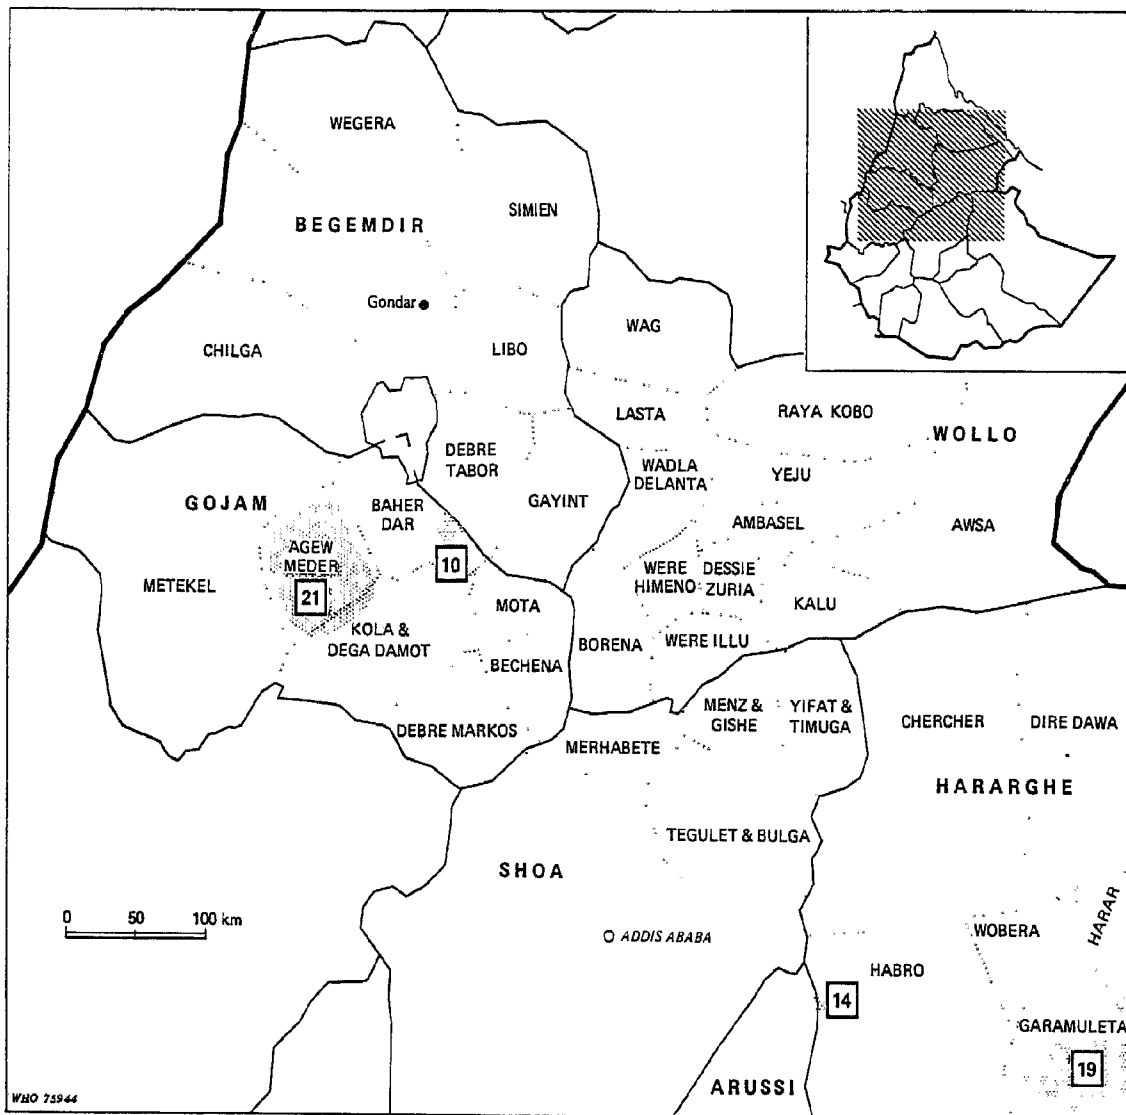 WEGERA
SIMIEN
BEGEMDIR
Gondar
WAG
CHILGA
LIBO
LASTA
RAYA KOBO
WOLLO
DEBRE
TABOR
WADLA
DELANTA
YEJU
GOJAM
BAHER
DAR
GAYINT
AMBASEL
AWSA
AGEW
MEDER
10
METEKEL
21
WERE
HIMENO
DESSIE
ZURIA
MOTA
KALU
KOLA &
DEGA DAMOT
BORENA
WERE ILLU
BECHENA
MENZ &
GISHE
YIFAT &
TIMUGA
CHERCHER
DIRE DAWA
DEBRE MARKOS
MERHABETE
HARARGHE
TEGULET & BULGA
SHOA
0 50 100 km
HARAR
WOBERA
ADDIS ABABA
HABRO
14
GARAMULETA
19
ARUSSI
WHO 75944